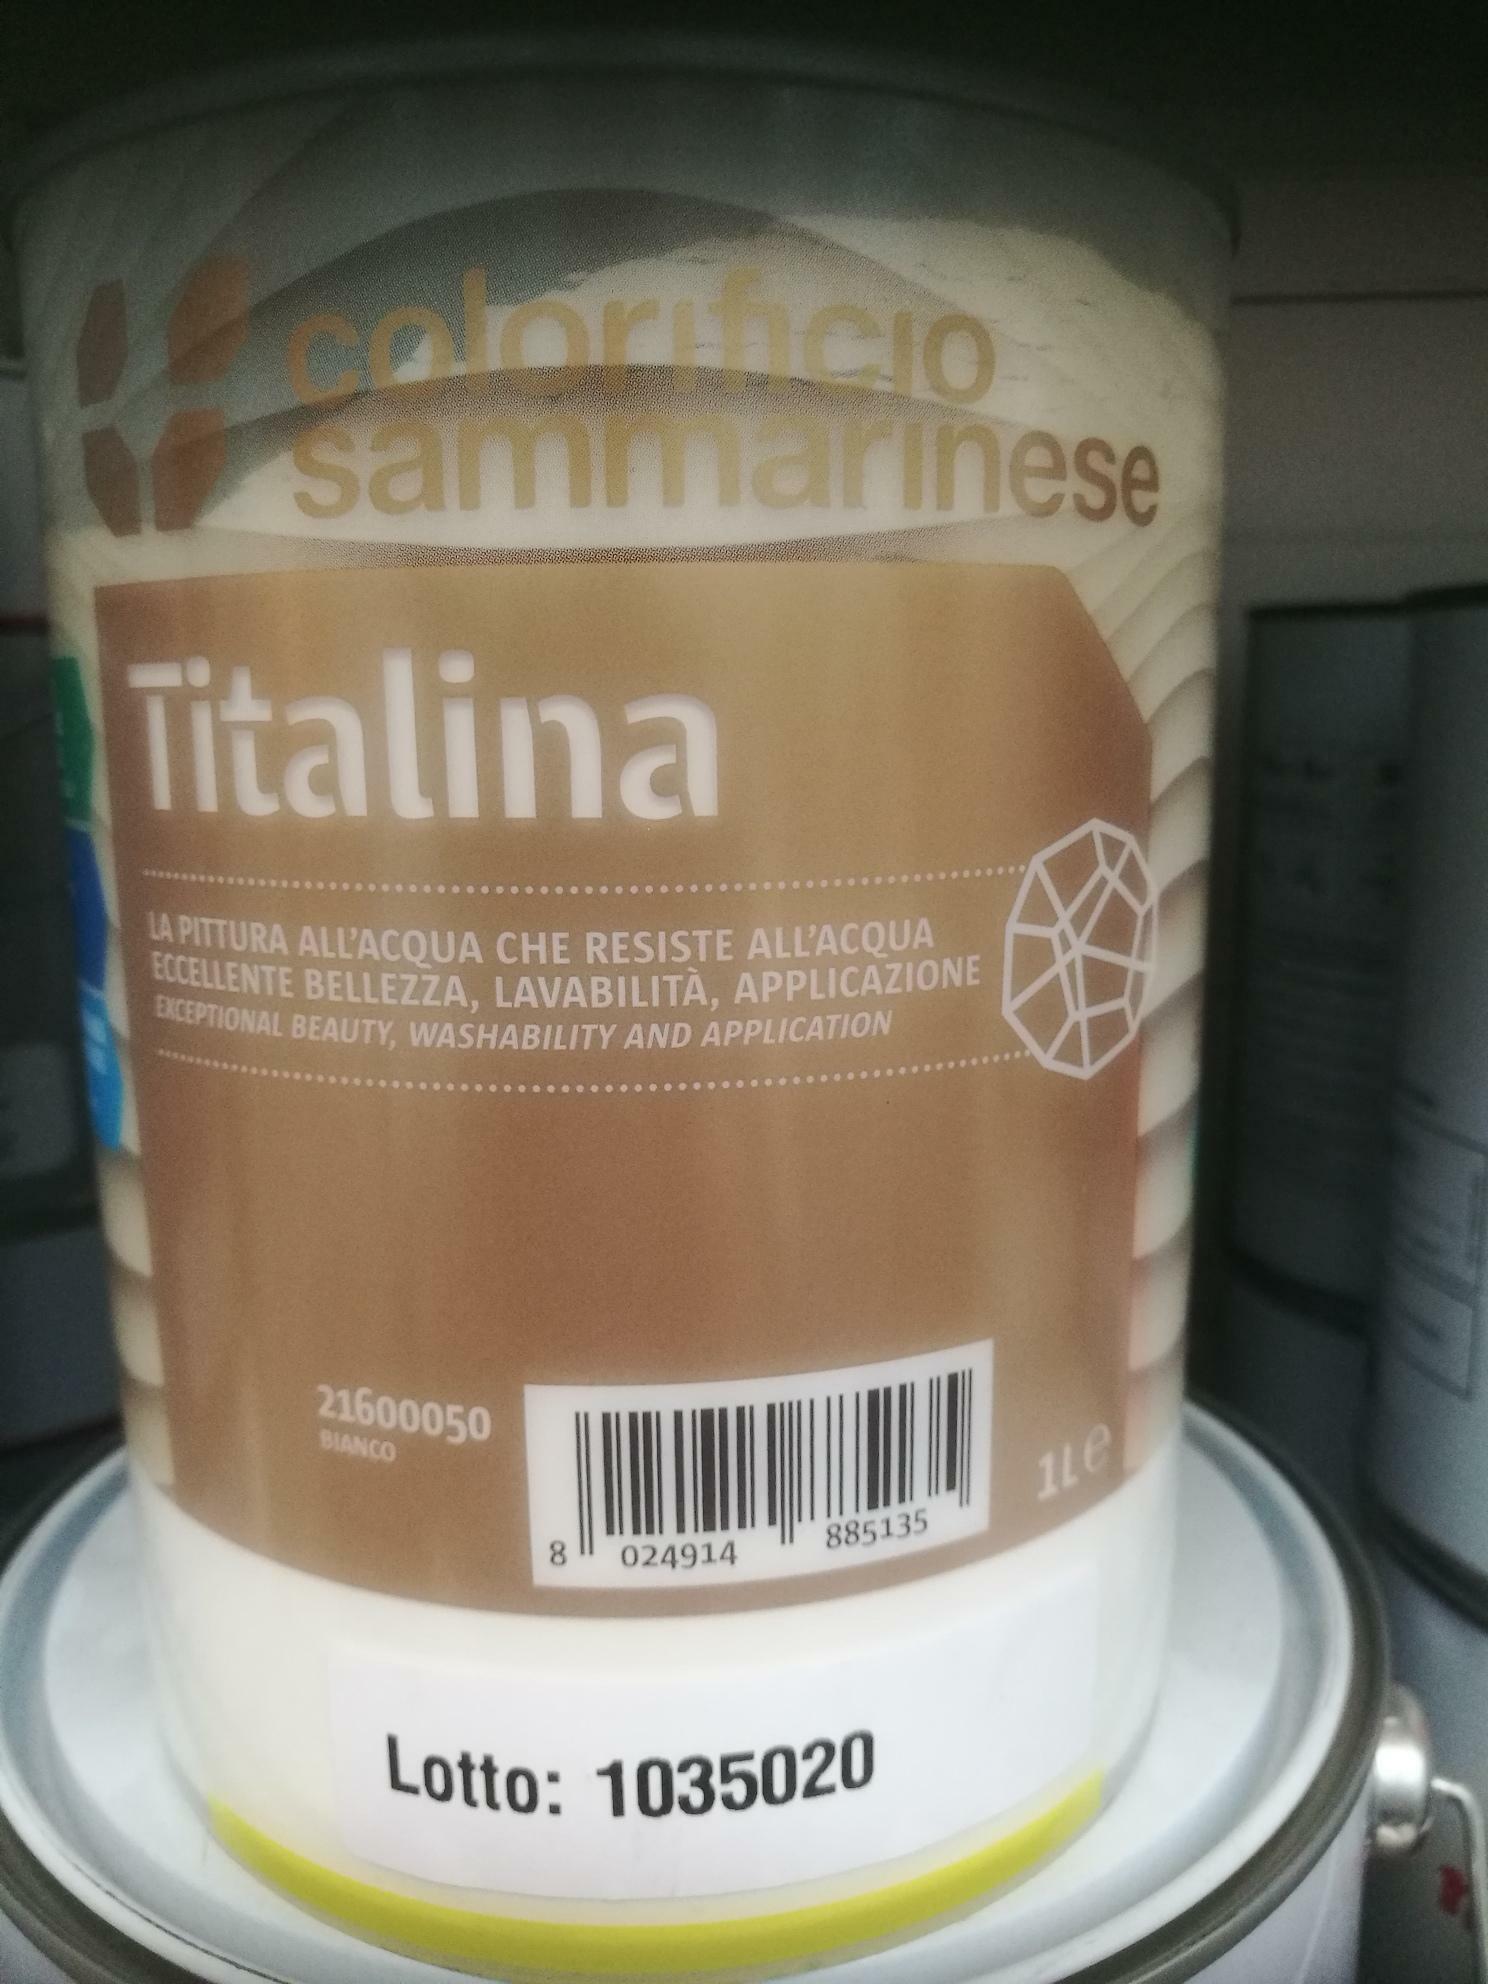 colorificio
sammarinese
Titalina
LA PITTURA ALL'ACQUA CHE RESISTE ALL'ACQUA
ECCELLENTE BELLEZZA, LAVABILITÀ, APPLICAZIONE
EXCEPTIONAL BEAUTY, WASHABILITY AND APPLICATION
21600050
BIANCO
8 024914 885135
1L e
Lotto: 1035020